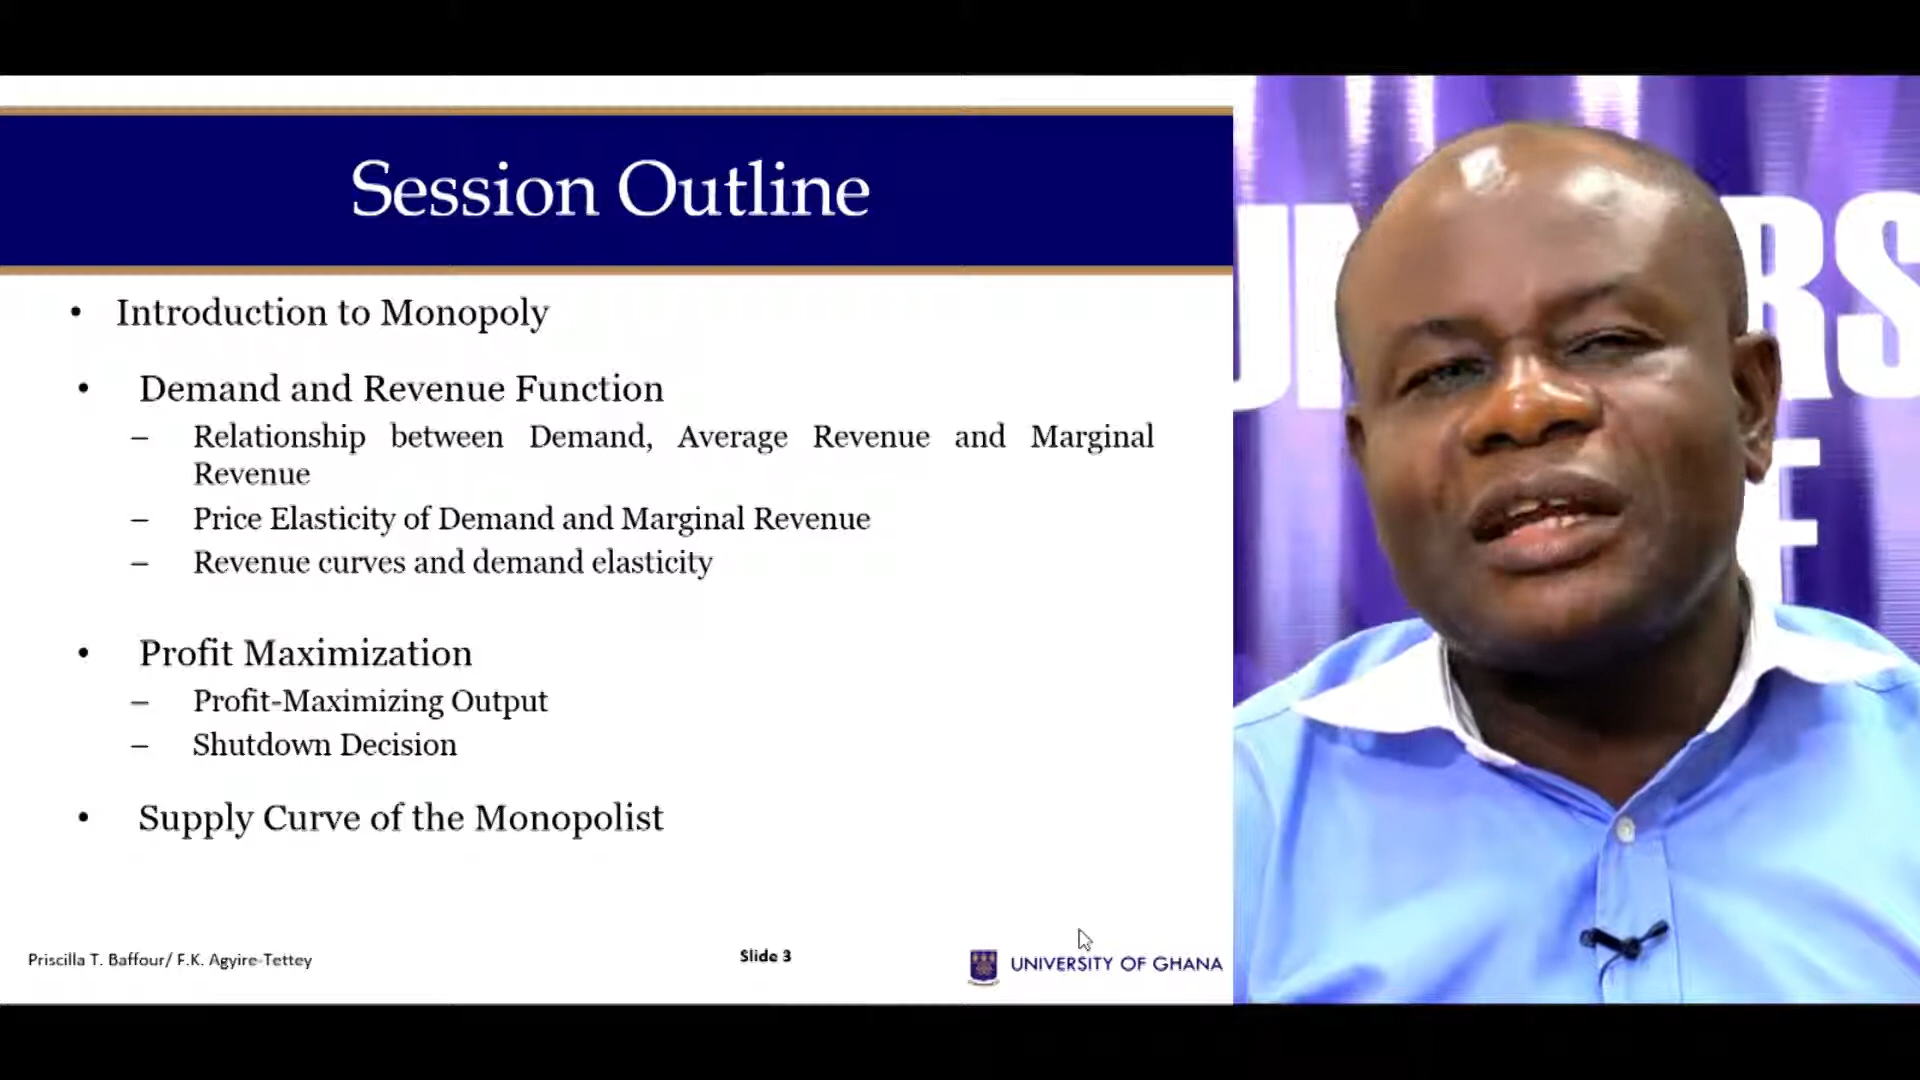 Session Outline
• Introduction to Monopoly
• Demand and Revenue Function
– Relationship between Demand, Average Revenue and Marginal
Revenue
– Price Elasticity of Demand and Marginal Revenue
– Revenue curves and demand elasticity
• Profit Maximization
– Profit-Maximizing Output
– Shutdown Decision
• Supply Curve of the Monopolist
Priscilla T. Baffour/ F.K. Agyire-Tettey
Slide 3
UNIVERSITY OF GHANA